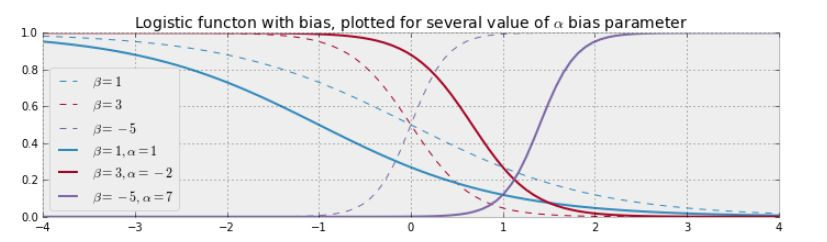 Logistic functon with bias, plotted for several value of α bias parameter
1.0
0.8
0.6
0.4
0.2
0.0
β = 1
β = 3
β = −5
β = 1, α = 1
β = 3, α = −2
β = −5, α = 7
−4 −3 −2 −1 0 1 2 3 4